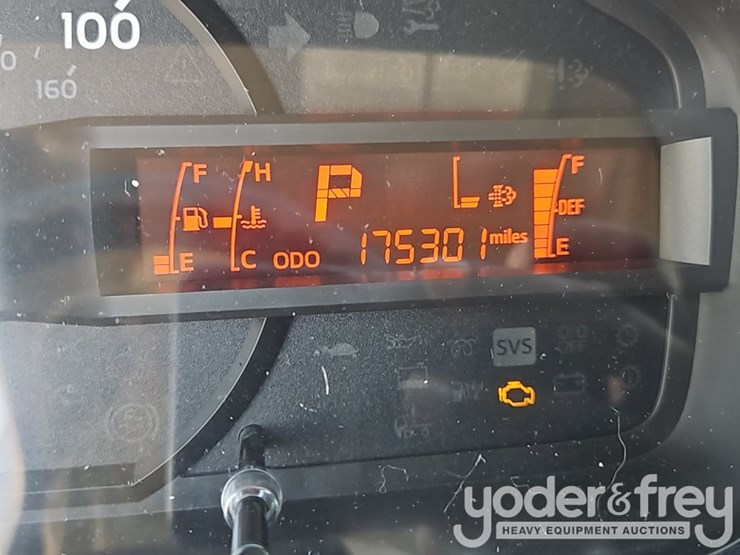 100
160
F
H
P
F
DEF
E
C
ODO
175301 miles
E
SVS
yoder&frey
HEAVY EQUIPMENT AUCTIONS